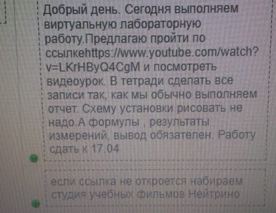 Добрый день. Сегодня выполняем
виртуальную лабораторную
работу.Предлагаю пройти по
ссылкеhttps://www.youtube.com/watch?
v=LKrHByQ4CgM и посмотреть
видеоурок. В тетради сделать все
записи так, как мы обычно выполняем
отчет. Схему установки рисовать не
надо.А формулы , результаты
измерений, вывод обязателен. Работу
сдать к 17.04
если ссылка не откроется набираем
студия учебных фильмов Нейтрино